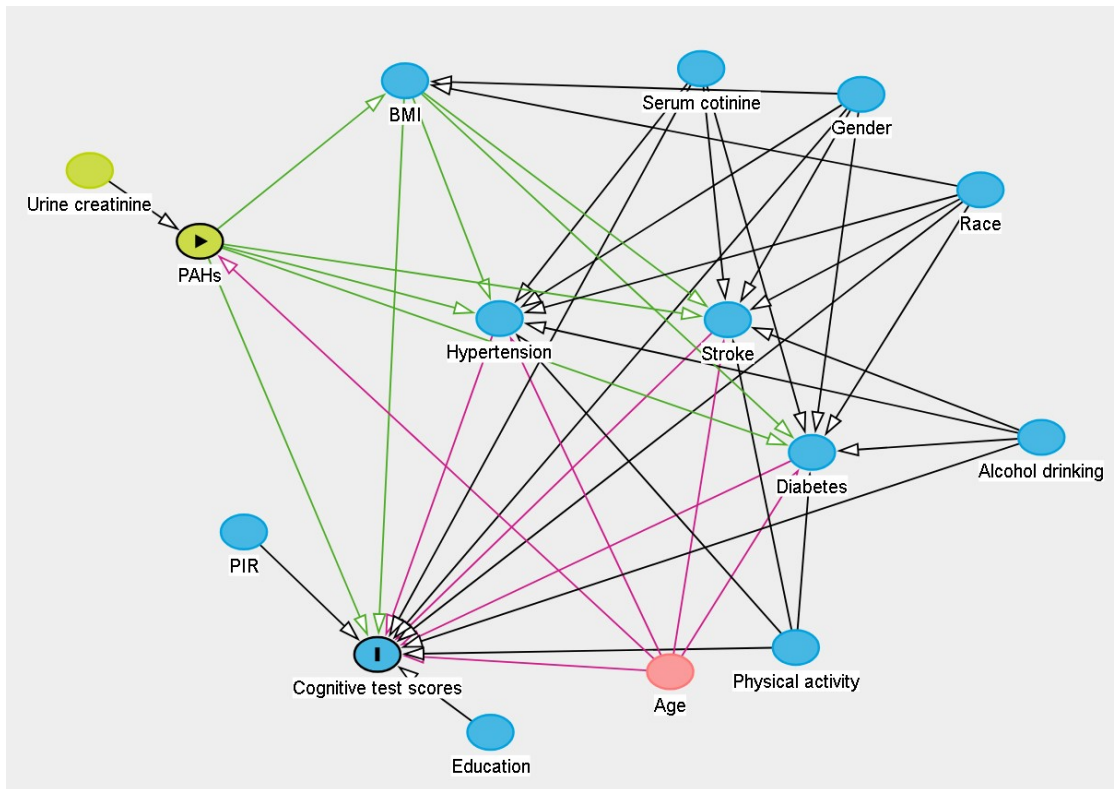 Serum cotinine
BMI
Gender
Urine creatinine
Race
PAHs
Hypertension
Stroke
Alcohol drinking
Diabetes
PIR
Cognitive test scores
Physical activity
Age
Education